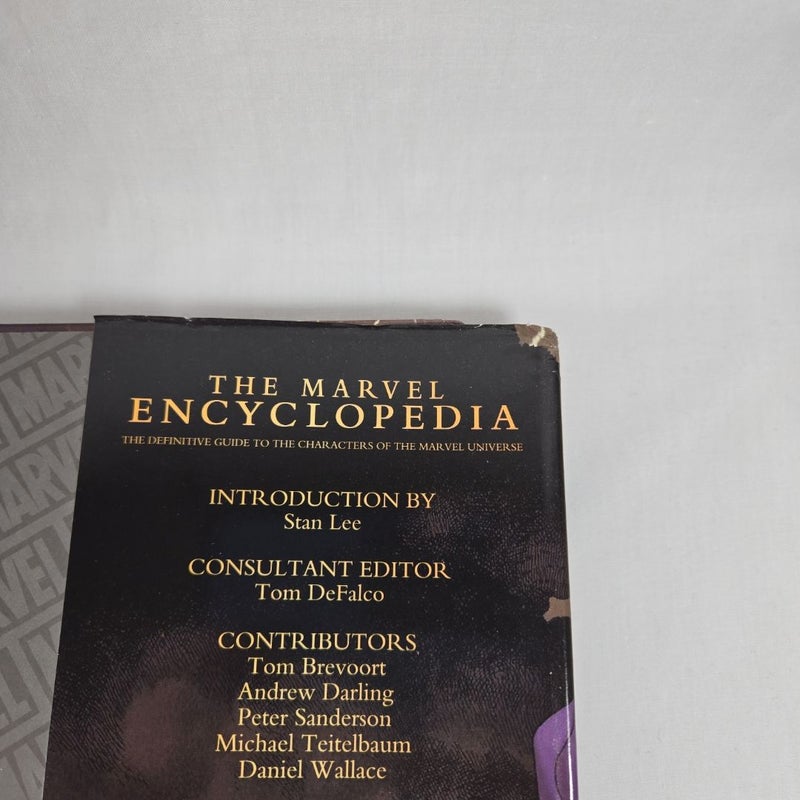 THE MARVEL
ENCYCLOPEDIA
THE DEFINITIVE GUIDE TO THE CHARACTERS OF THE MARVEL UNIVERSE
INTRODUCTION BY
Stan Lee
CONSULTANT EDITOR
Tom DeFalco
CONTRIBUTORS
Tom Brevoort
Andrew Darling
Peter Sanderson
Michael Teitelbaum
Daniel Wallace
MARVEL